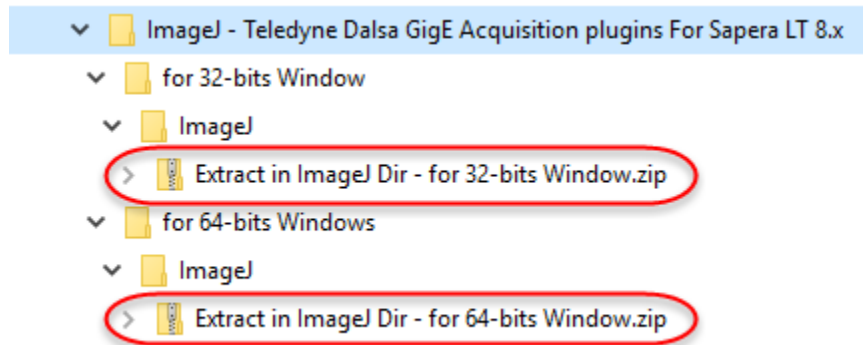 ImageJ - Teledyne Dalsa GigE Acquisition plugins For Sapera LT 8.x
for 32-bits Window
ImageJ
Extract in ImageJ Dir - for 32-bits Window.zip
for 64-bits Windows
ImageJ
Extract in ImageJ Dir - for 64-bits Window.zip